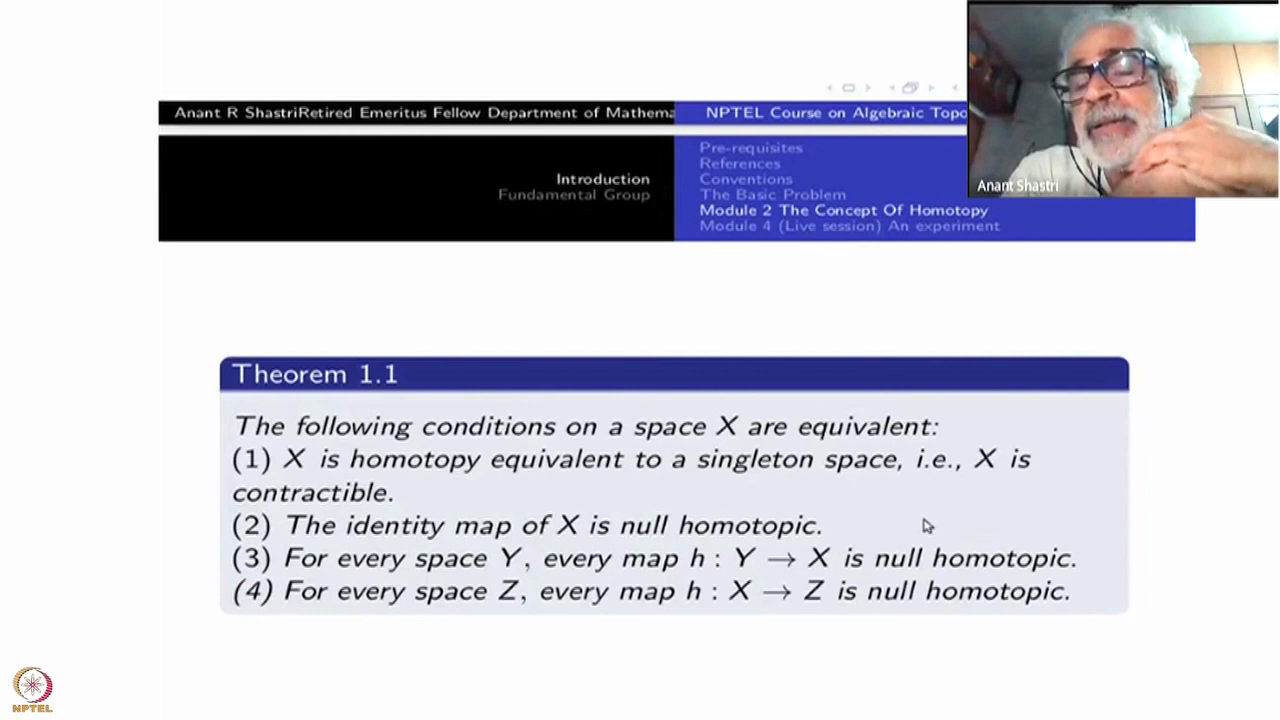 Anant R ShastriRetired Emeritus Fellow Department of Mathema
NPTEL Course on Algebraic Topo
Introduction
Fundamental Group
Pre-requisites
References
Conventions
The Basic Problem
Module 2 The Concept Of Homotopy
Module 4 (Live session) An experiment
Anant Shastri
Theorem 1.1
The following conditions on a space X are equivalent:
(1) X is homotopy equivalent to a singleton space, i.e., X is
contractible.
(2) The identity map of X is null homotopic.
(3) For every space Y, every map h : Y → X is null homotopic.
(4) For every space Z, every map h : X → Z is null homotopic.
NPTEL